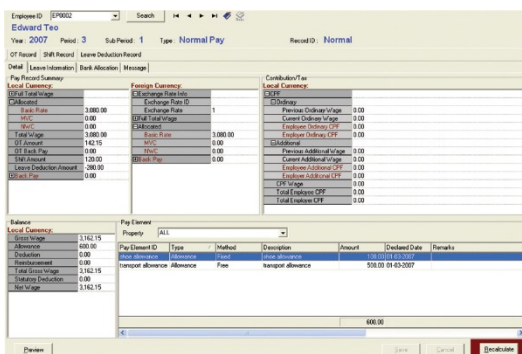 Employee ID EP0002 Search
Edward Teo
Year : 2007 Period : 3 Sub Period : 1 Type : Normal Pay Record ID : Normal
OT Record Shift Record Leave Deduction Record
Detail Leave Information Bank Allocation Message
Pay Record Summary Contribution/Tax
Local Currency: Foreign Currency: Local Currency:
Full Total Wage Exchange Rate Info CPF
Allocated Exchange Rate ID Ordinary
Basic Rate 3,080.00 Exchange Rate 1 Previous Ordinary Wage 0.00
MVC 0.00 Full Total Wage Current Ordinary Wage 0.00
NWC 0.00 Allocated Employee Ordinary CPF 0.00
Total Wage 3,080.00 Basic Rate 3,080.00 Employer Ordinary CPF 0.00
OT Amount 142.15 MVC 0.00 Additional
OT Back Pay 0.00 NWC 0.00 Previous Additional Wage 0.00
Shift Amount 120.00 Back Pay 0.00 Current Additional Wage 0.00
Leave Deduction Amount Employee Additional CPF 0.00
Back Pay 0.00 Employer Additional CPF 0.00
CPF Wage 0.00
Total Employee CPF 0.00
Total Employer CPF 0.00
Balance Pay Element
Local Currency: Property ALL
Gross Wage 3,162.15
Allowance 600.00 Pay Element ID Type Method Description Amount Declared Date Remarks
Deduction 0.00 shoe allowance Allowance Fixed shoe allowance 100.00 01-03-2007
Reimbursement 0.00 transport allowance Allowance Free transport allowance 500.00 01-03-2007
Total Gross Wage 3,162.15
Statutory Deduction 0.00
Net Wage 3,162.15
600.00
Preview Save Cancel Recalculate